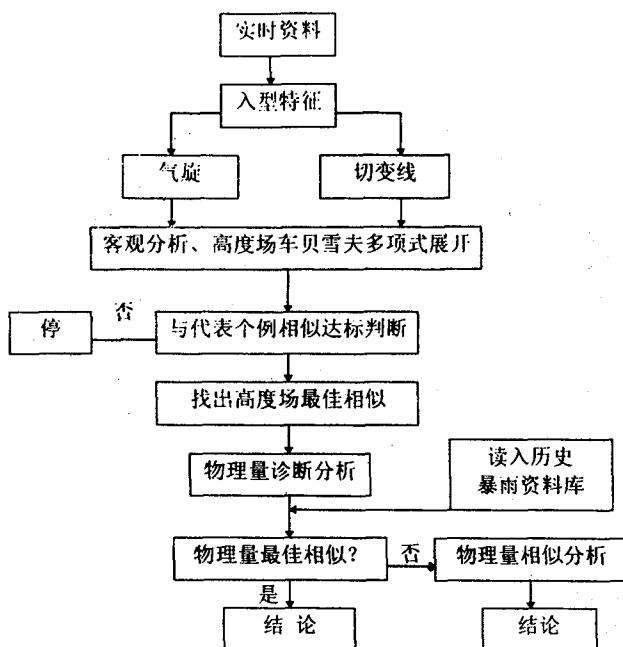 实时资料
入型特征
气旋
切变线
客观分析、高度场车贝雪夫多项式展开
否
停
与代表个例相似达标判断
找出高度场最佳相似
物理量诊断分析
读入历史
暴雨资料库
物理量最佳相似?
否
物理量相似分析
是
结 论
结论